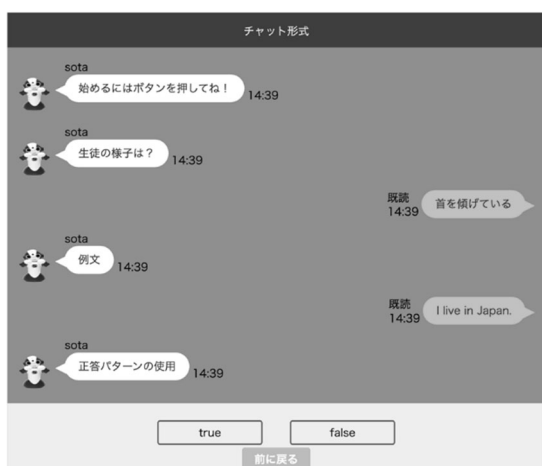 チャット形式
sota
始めるにはボタンを押してね！
14:39
sota
生徒の様子は？
14:39
既読
14:39
首を傾げている
sota
例文
14:39
既読
14:39
I live in Japan.
sota
正答パターンの使用
14:39
true
false
前に戻る